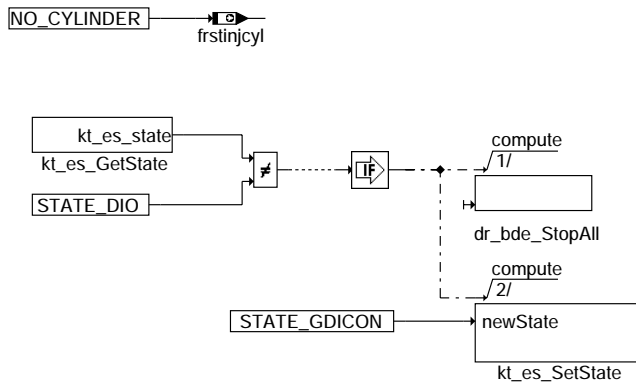 NO_CYLINDER
frstinjcyl
kt_es_state
kt_es_GetState
STATE_DIO
≠
IF
compute
1/
dr_bde_StopAll
compute
2/
STATE_GDICON
newState
kt_es_SetState